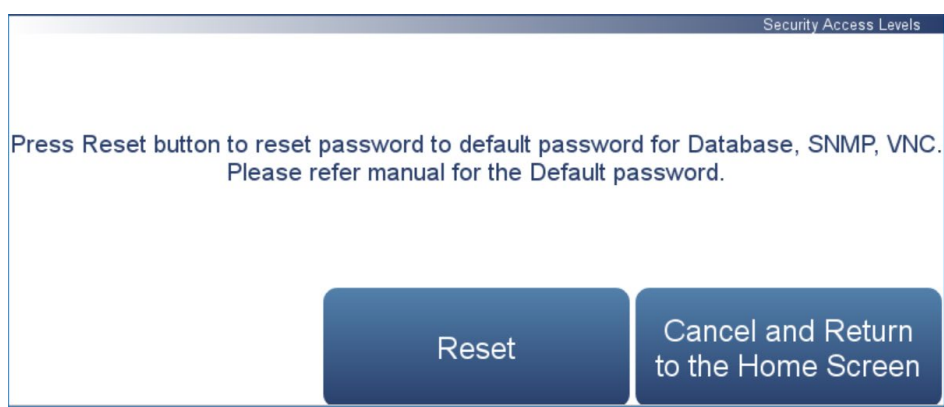 Security Access Levels
Press Reset button to reset password to default password for Database, SNMP, VNC.
Please refer manual for the Default password.
Reset
Cancel and Return
to the Home Screen